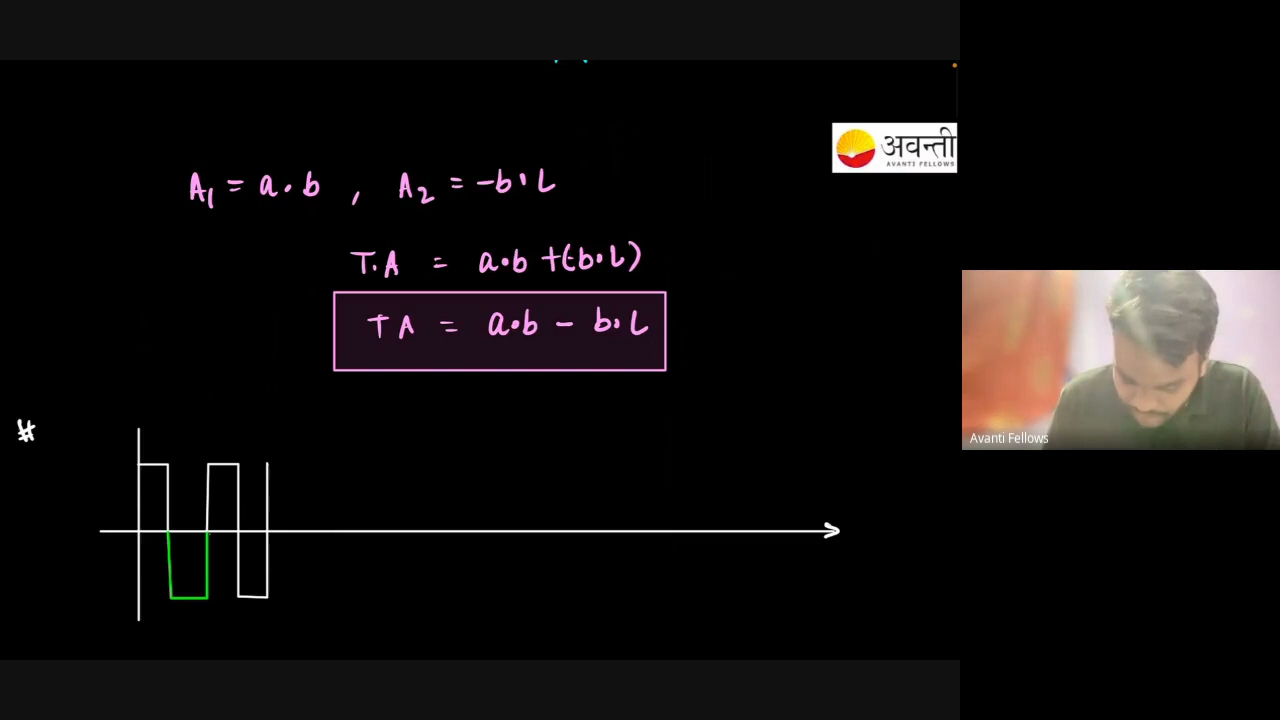 अवन्ती
AVANTI FELLOWS
A₁ = a·b , A₂ = -b·L
T.A = a·b +(-b·L)
TA = a·b - b·L
#
Avanti Fellows